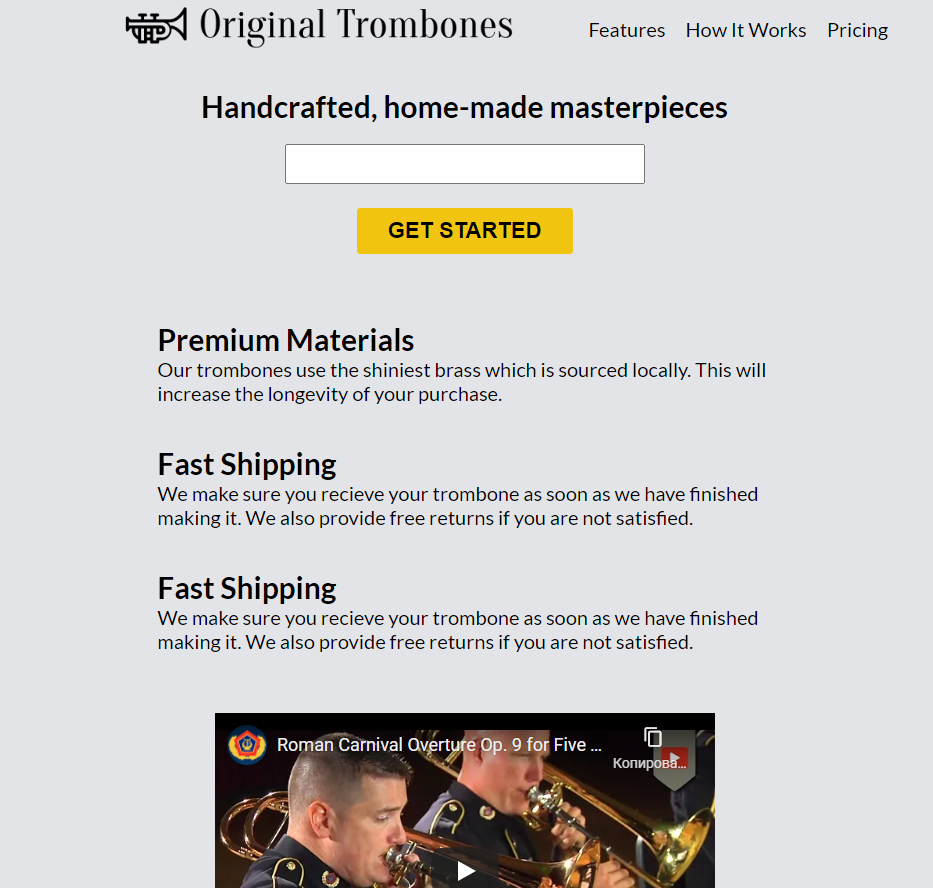 Original Trombones
Features How It Works Pricing
Handcrafted, home-made masterpieces
GET STARTED
Premium Materials
Our trombones use the shiniest brass which is sourced locally. This will
increase the longevity of your purchase.
Fast Shipping
We make sure you recieve your trombone as soon as we have finished
making it. We also provide free returns if you are not satisfied.
Fast Shipping
We make sure you recieve your trombone as soon as we have finished
making it. We also provide free returns if you are not satisfied.
Roman Carnival Overture Op. 9 for Five ...
Копирова...